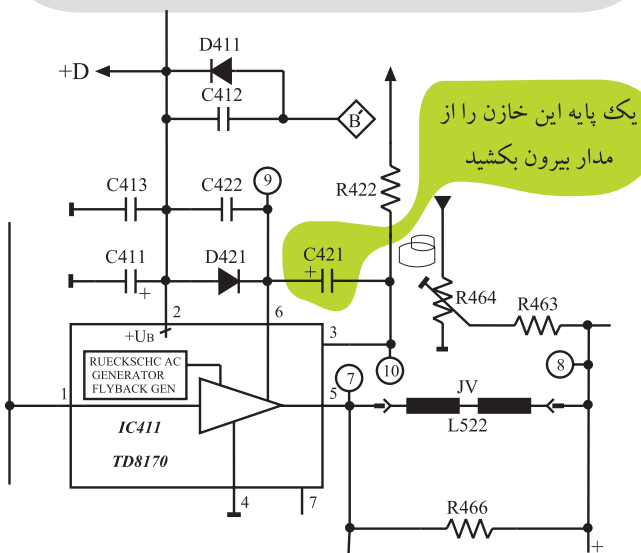 D411
+D
C412
B′
یک پایه این خازن را از
مدار بیرون بکشید
9
R422
C413
C422
C421
+
C411
+
D421
R464
R463
2
6
+UB
3
RUECKSCHC AC
GENERATOR
FLYBACK GEN
10
8
7
JV
1
5
L522
IC411
TD8170
4
7
R466
+